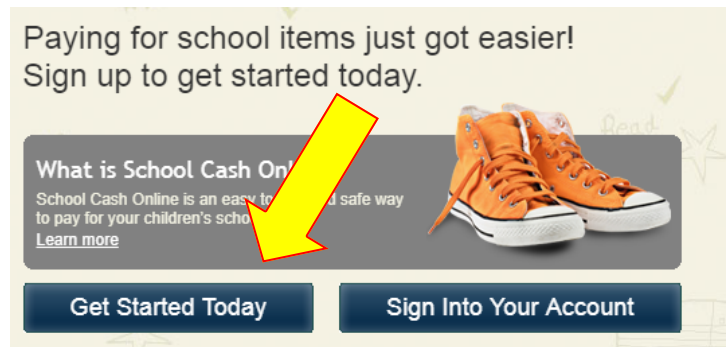 Paying for school items just got easier!
Sign up to get started today.
Read
What is School Cash
School Cash Online is an easy to safe way
to pay for your children's
Learn more
Get Started Today
Sign Into Your Account